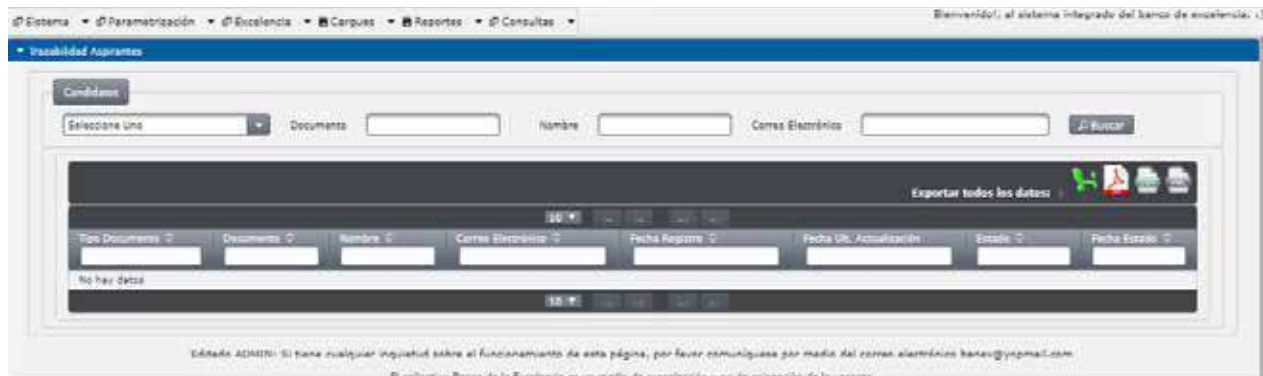 Sistema Parametrización Excelencia Cargues Reportes Consultas
Bienvenido!, al sistema integrado del banco de excelencia.
Trazabilidad Aspirantes
Candidatos
Seleccione Uno Documento Nombre Correo Electrónico Buscar
Exportar todos los datos:
10
Tipo Documento Documento Nombre Correo Electrónico Fecha Registro Fecha Ult. Actualización Estado Fecha Estado
No hay datos
10
Editado ADMIN: Si tiene cualquier inquietud sobre el funcionamiento de esta página, por favor comuníquese por medio del correo electrónico